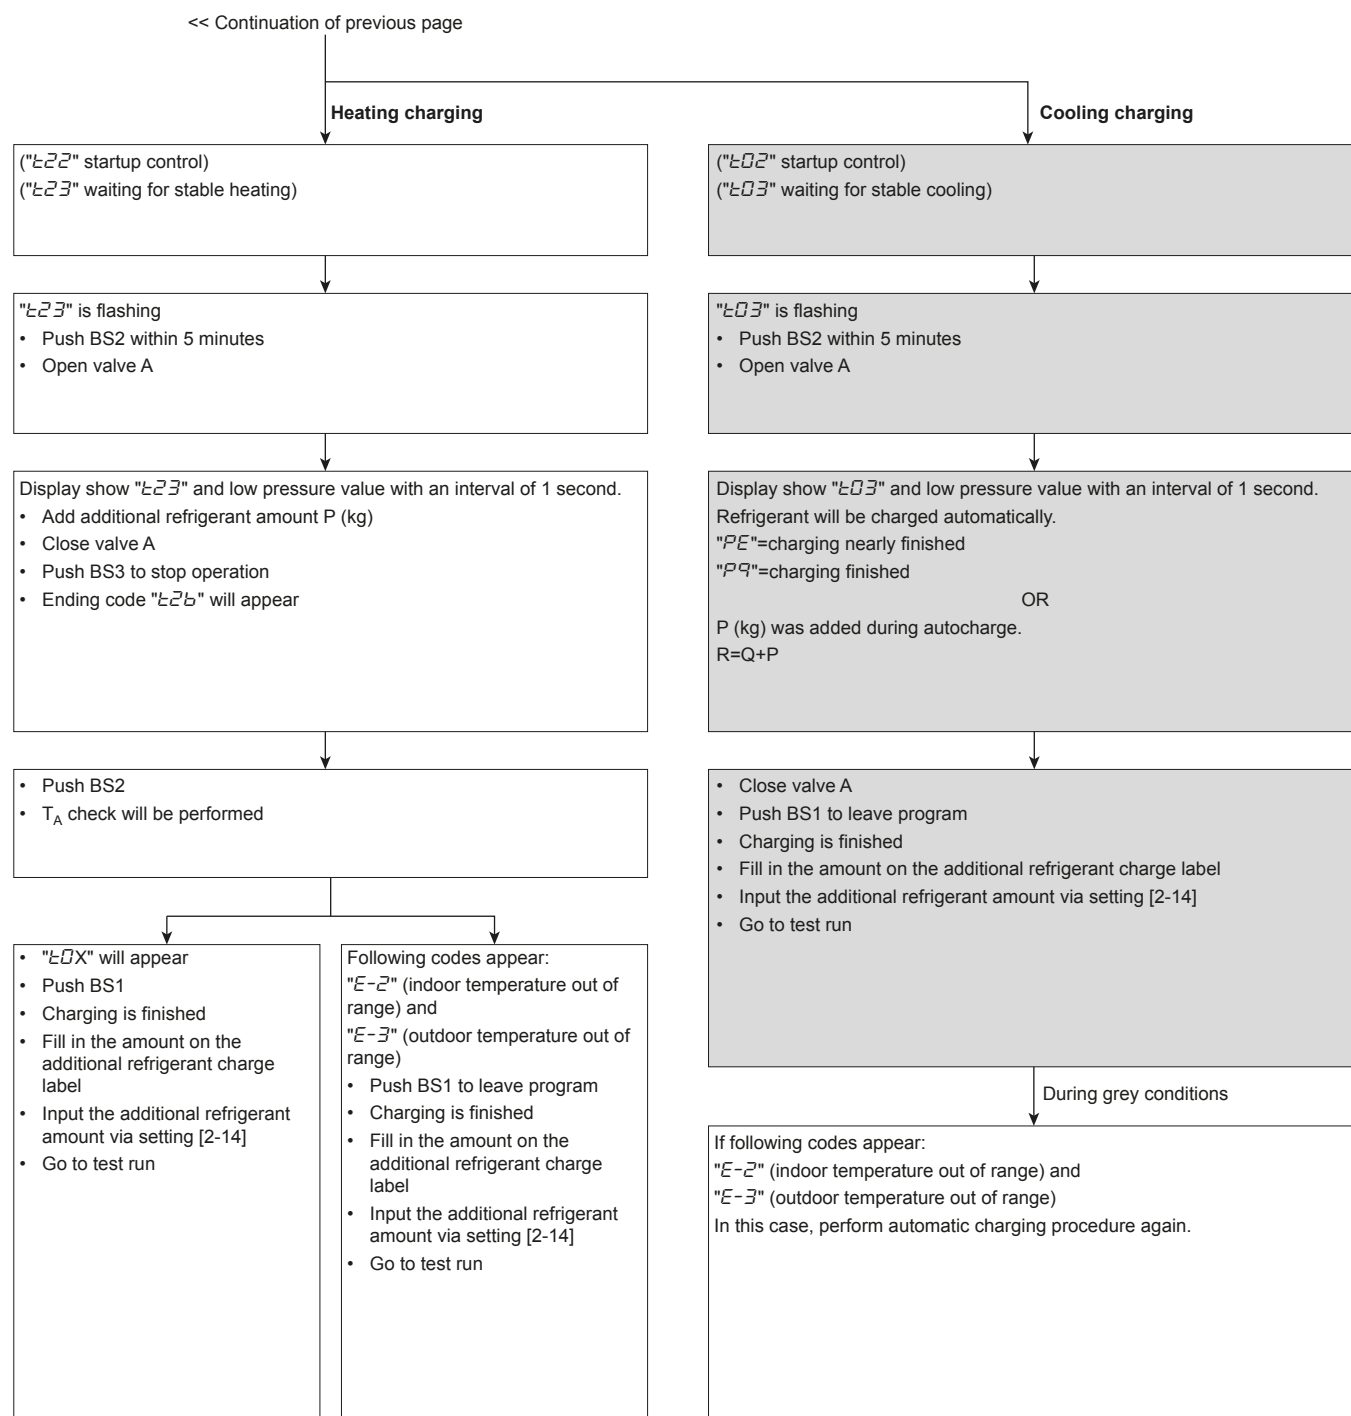 << Continuation of previous page
Heating charging
("t22" startup control)
("t23" waiting for stable heating)
"t23" is flashing
• Push BS2 within 5 minutes
• Open valve A
Display show "t23" and low pressure value with an interval of 1 second.
• Add additional refrigerant amount P (kg)
• Close valve A
• Push BS3 to stop operation
• Ending code "t26" will appear
• Push BS2
• TA check will be performed
• "t0X" will appear
• Push BS1
• Charging is finished
• Fill in the amount on the
additional refrigerant charge
label
• Input the additional refrigerant
amount via setting [2-14]
• Go to test run
Following codes appear:
"E-2" (indoor temperature out of
range) and
"E-3" (outdoor temperature out of
range)
• Push BS1 to leave program
• Charging is finished
• Fill in the amount on the
additional refrigerant charge
label
• Input the additional refrigerant
amount via setting [2-14]
• Go to test run
Cooling charging
("t02" startup control)
("t03" waiting for stable cooling)
"t03" is flashing
• Push BS2 within 5 minutes
• Open valve A
Display show "t03" and low pressure value with an interval of 1 second.
Refrigerant will be charged automatically.
"PE"=charging nearly finished
"P9"=charging finished
OR
P (kg) was added during autocharge.
R=Q+P
• Close valve A
• Push BS1 to leave program
• Charging is finished
• Fill in the amount on the additional refrigerant charge label
• Input the additional refrigerant amount via setting [2-14]
• Go to test run
During grey conditions
If following codes appear:
"E-2" (indoor temperature out of range) and
"E-3" (outdoor temperature out of range)
In this case, perform automatic charging procedure again.